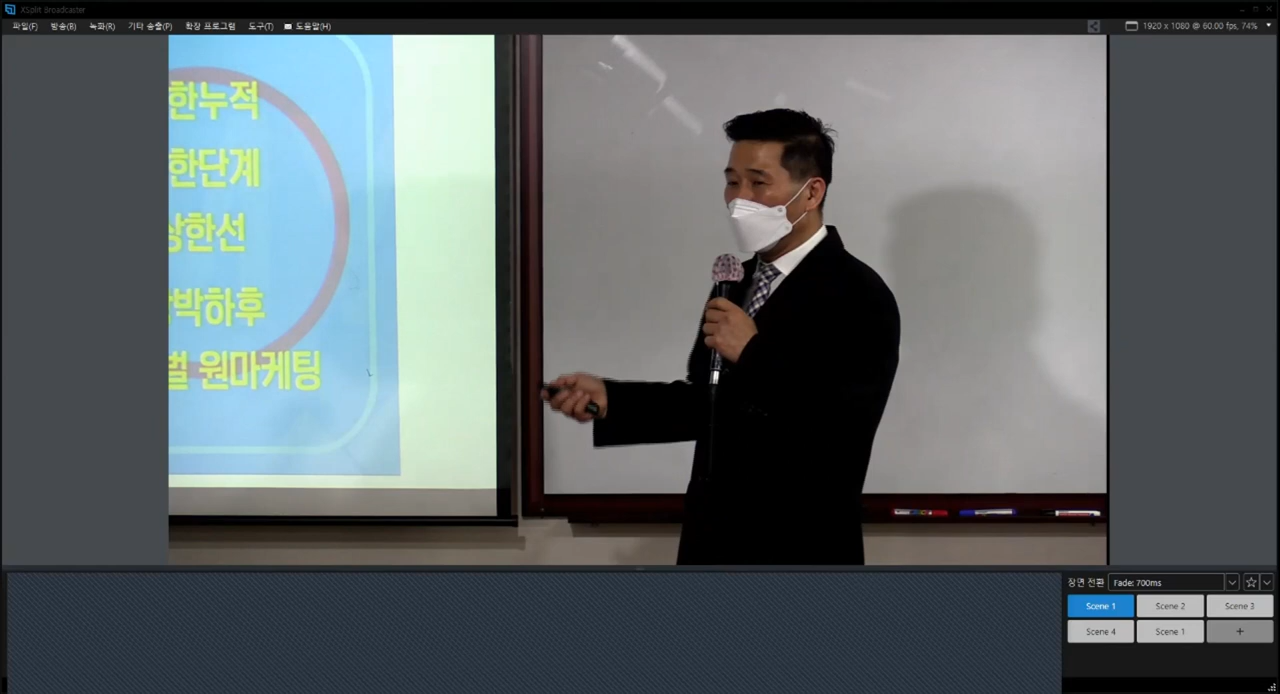 XSplit Broadcaster
파일(F) 방송(B) 녹화(R) 기타 송출(P) 확장 프로그램 도구(T) 도움말(H)
1920 x 1080 @ 60.00 fps, 74%
한누적
한단계
상한선
박하후
벌 원마케팅
장면 전환 Fade: 700ms
Scene 1 Scene 2 Scene 3
Scene 4 Scene 1 +